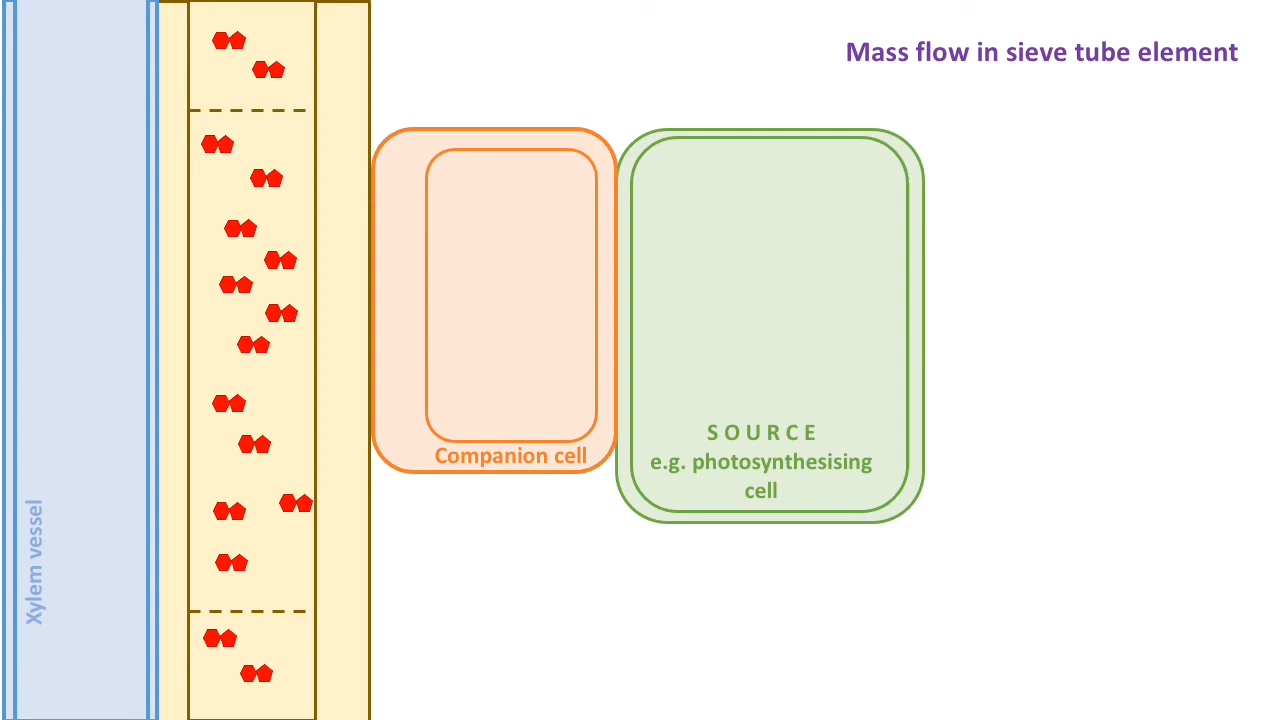 Mass flow in sieve tube element
Companion cell
S O U R C E
e.g. photosynthesising
cell
Xylem vessel